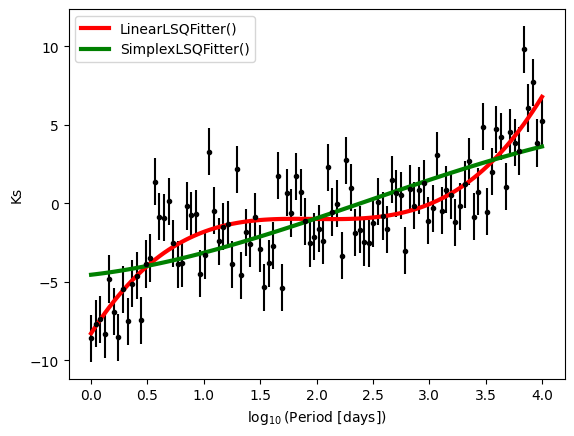 LinearLSQFitter()
SimplexLSQFitter()
10
5
0
−5
−10
Ks
0.0 0.5 1.0 1.5 2.0 2.5 3.0 3.5 4.0
log₁₀(Period [days])